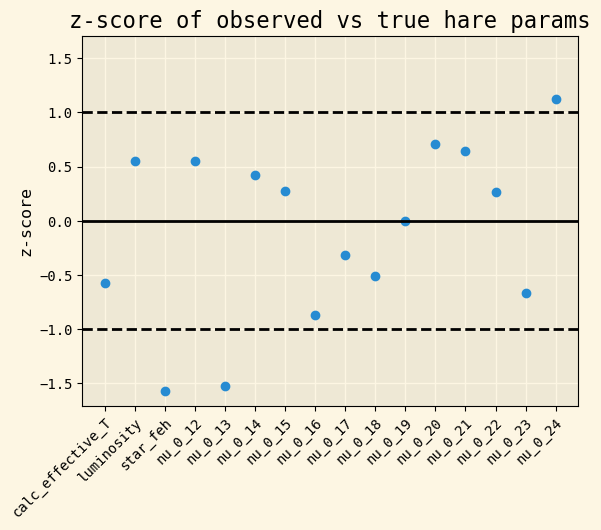 z-score of observed vs true hare params
z-score
1.5
1.0
0.5
0.0
−0.5
−1.0
−1.5
calc_effective_T
luminosity
star_feh
nu_0_12
nu_0_13
nu_0_14
nu_0_15
nu_0_16
nu_0_17
nu_0_18
nu_0_19
nu_0_20
nu_0_21
nu_0_22
nu_0_23
nu_0_24